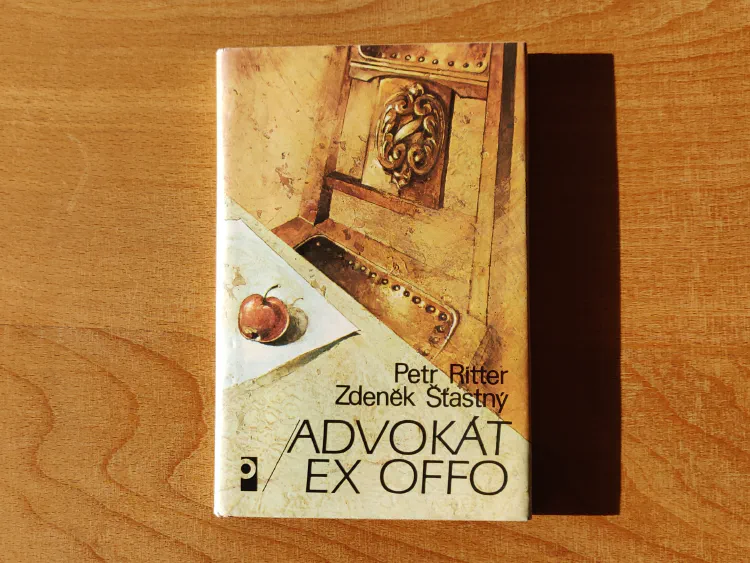 Petr Ritter
Zdeněk Šťastný
ADVOKÁT
EX OFFO